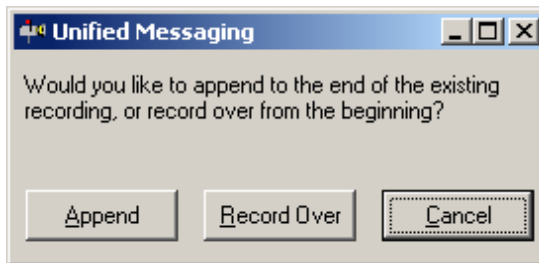 Unified Messaging
Would you like to append to the end of the existing
recording, or record over from the beginning?
Append Record Over Cancel